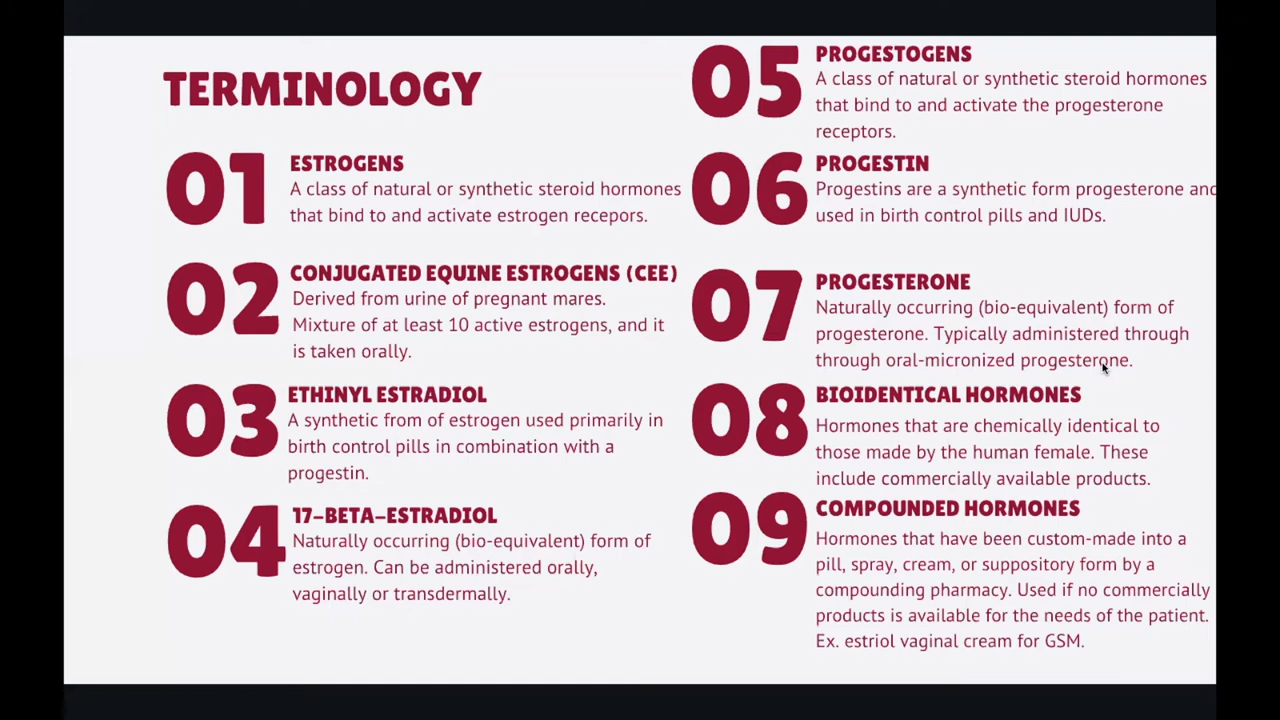 TERMINOLOGY
01
ESTROGENS
A class of natural or synthetic steroid hormones
that bind to and activate estrogen recepors.
02
CONJUGATED EQUINE ESTROGENS (CEE)
Derived from urine of pregnant mares.
Mixture of at least 10 active estrogens, and it
is taken orally.
03
ETHINYL ESTRADIOL
A synthetic from of estrogen used primarily in
birth control pills in combination with a
progestin.
04
17-BETA-ESTRADIOL
Naturally occurring (bio-equivalent) form of
estrogen. Can be administered orally,
vaginally or transdermally.
05
PROGESTOGENS
A class of natural or synthetic steroid hormones
that bind to and activate the progesterone
receptors.
06
PROGESTIN
Progestins are a synthetic form progesterone and
used in birth control pills and IUDs.
07
PROGESTERONE
Naturally occurring (bio-equivalent) form of
progesterone. Typically administered through
through oral-micronized progesterone.
08
BIOIDENTICAL HORMONES
Hormones that are chemically identical to
those made by the human female. These
include commercially available products.
09
COMPOUNDED HORMONES
Hormones that have been custom-made into a
pill, spray, cream, or suppository form by a
compounding pharmacy. Used if no commercially
products is available for the needs of the patient.
Ex. estriol vaginal cream for GSM.